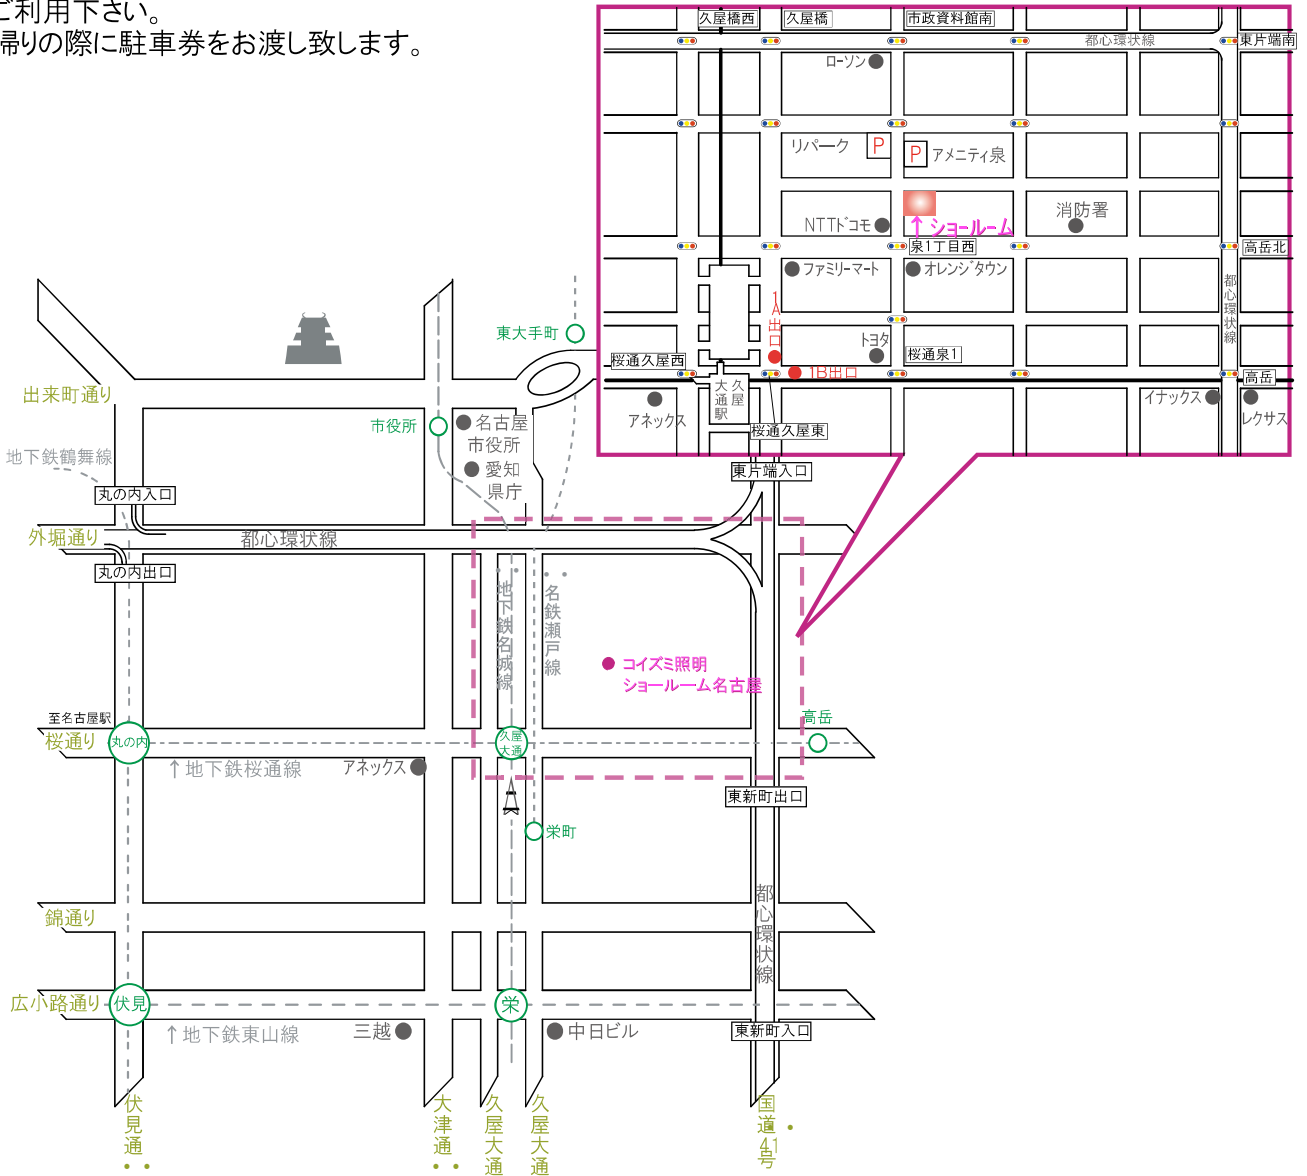 ご利用下さい。
帰りの際に駐車券をお渡し致します。
久屋橋西
久屋橋
市政資料館南
都心環状線
東片端南
ローソン
リパーク
P
P
アメニティ泉
NTTドコモ
↑ショールーム
消防署
泉1丁目西
高岳北
ファミリーマート
オレンジタウン
都心環状線
1A出口
トヨタ
桜通泉1
桜通久屋西
1B出口
高岳
久屋大通駅
アネックス
イナックス
レクサス
桜通久屋東
東片端入口
東大手町
出来町通り
市役所
名古屋市役所
愛知県庁
地下鉄鶴舞線
丸の内入口
外堀通り
都心環状線
丸の内出口
地下鉄名城線
名鉄瀬戸線
コイズミ照明
ショールーム名古屋
至名古屋駅
桜通り
丸の内
久屋大通
高岳
↑地下鉄桜通線
アネックス
東新町出口
栄町
錦通り
都心環状線
広小路通り
伏見
栄
↑地下鉄東山線
三越
中日ビル
東新町入口
伏見通
大津通
久屋大通
久屋大通
国道41号